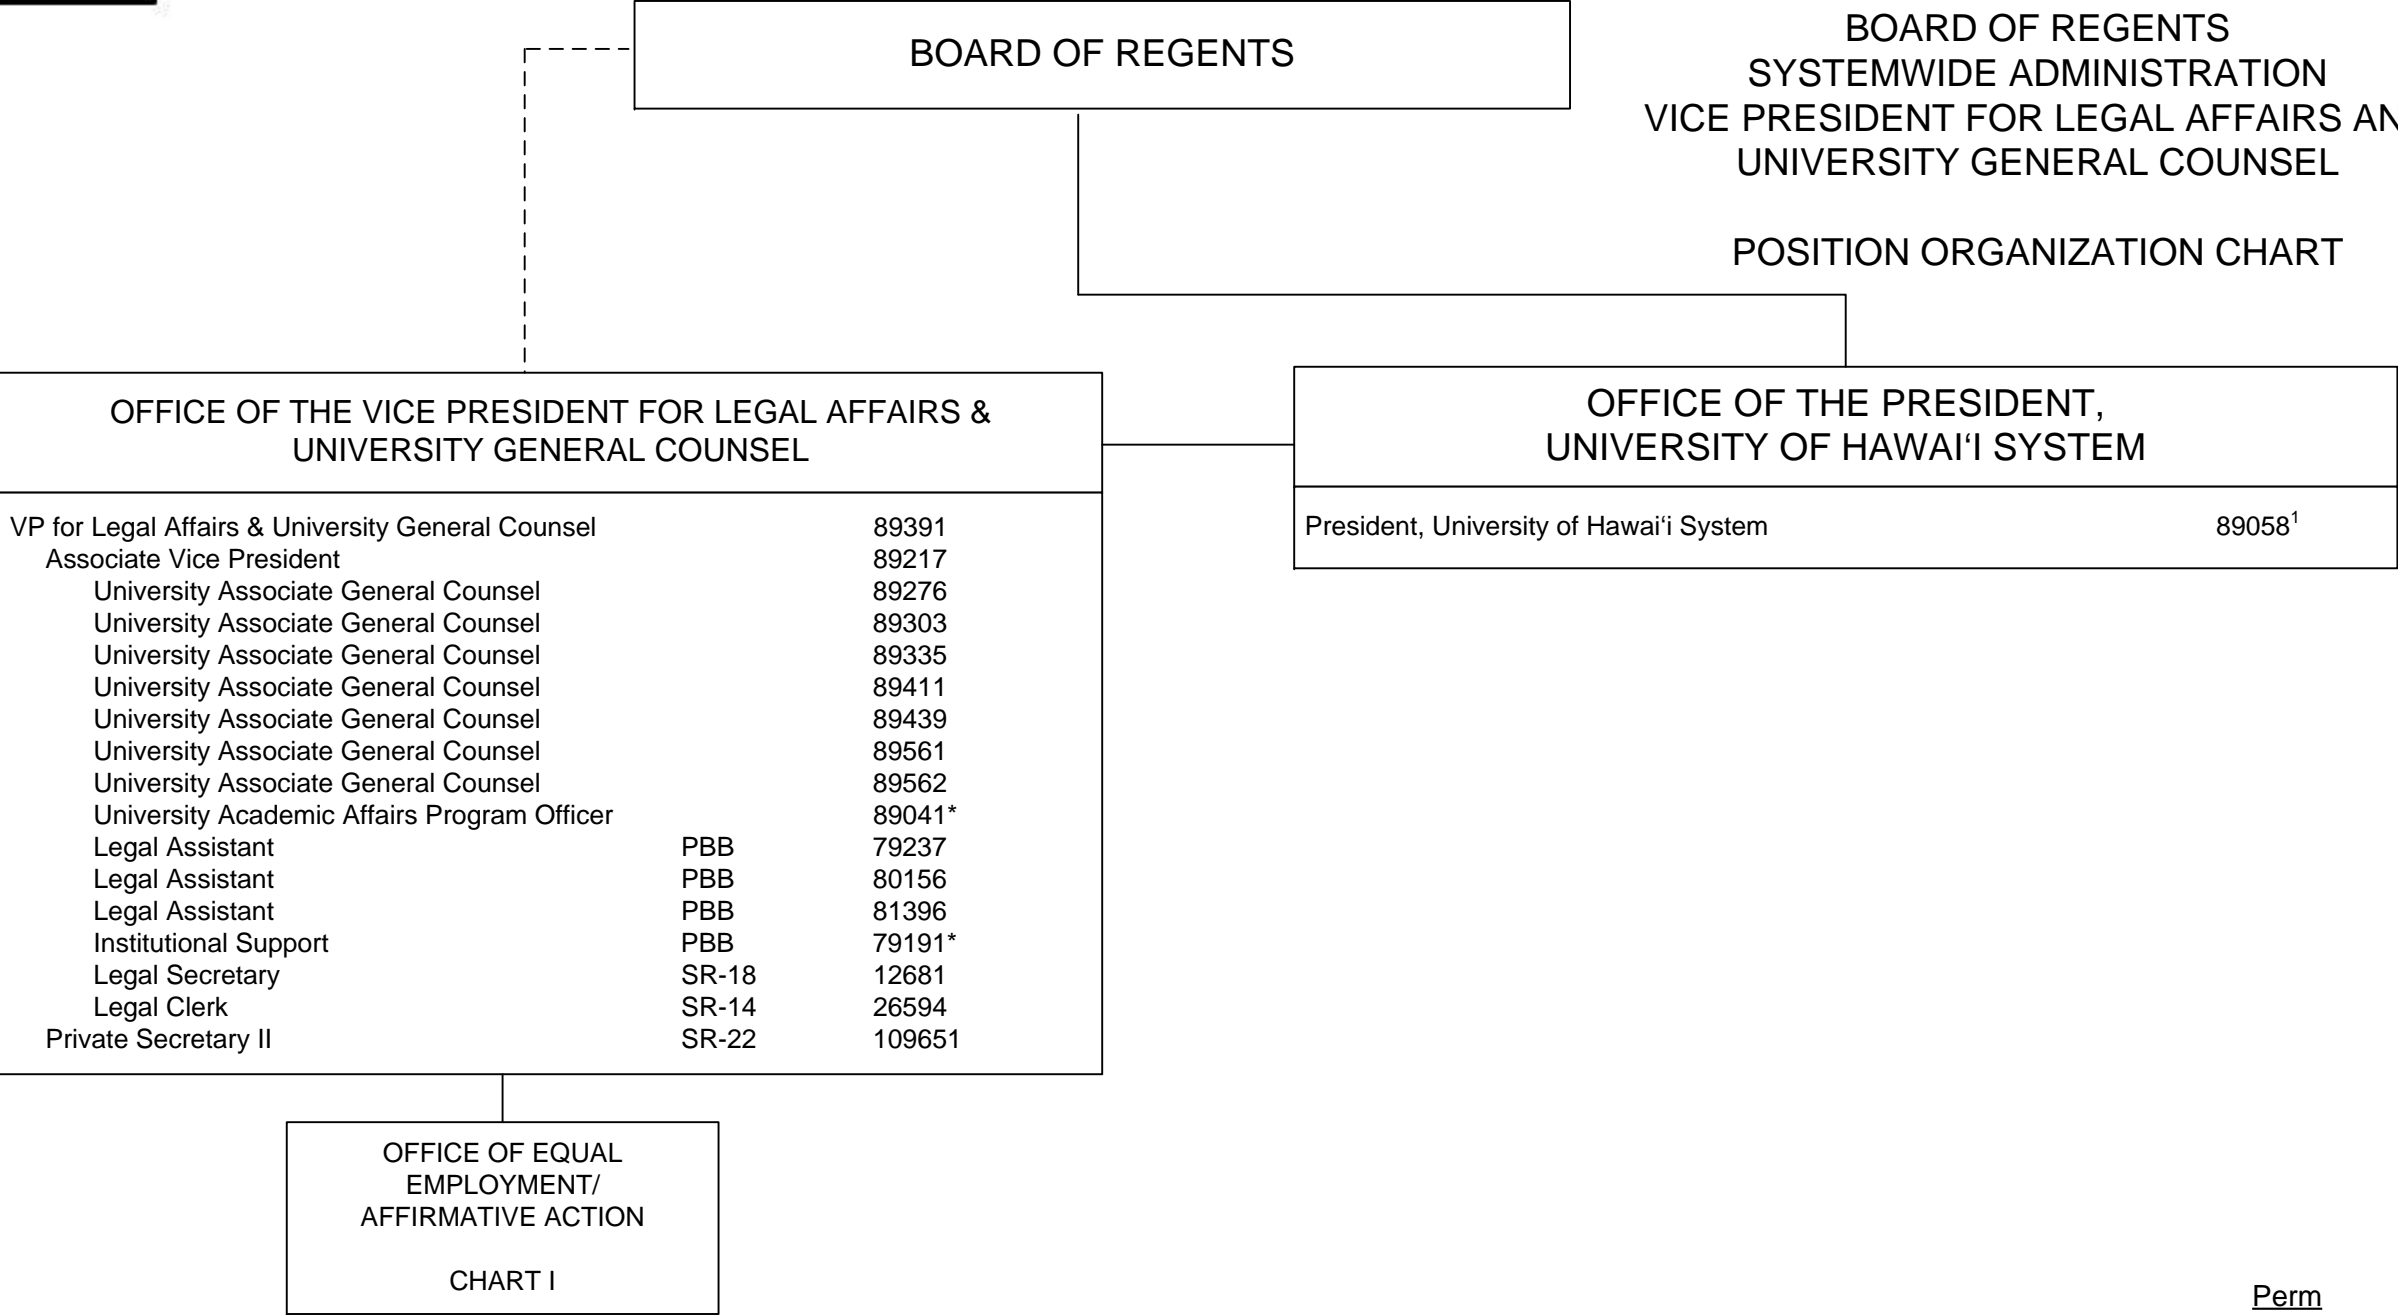 BOARD OF REGENTS
BOARD OF REGENTS
SYSTEMWIDE ADMINISTRATION
VICE PRESIDENT FOR LEGAL AFFAIRS AN
UNIVERSITY GENERAL COUNSEL
POSITION ORGANIZATION CHART
OFFICE OF THE VICE PRESIDENT FOR LEGAL AFFAIRS &
UNIVERSITY GENERAL COUNSEL
VP for Legal Affairs & University General Counsel 89391
Associate Vice President 89217
University Associate General Counsel 89276
University Associate General Counsel 89303
University Associate General Counsel 89335
University Associate General Counsel 89411
University Associate General Counsel 89439
University Associate General Counsel 89561
University Associate General Counsel 89562
University Academic Affairs Program Officer 89041*
Legal Assistant PBB 79237
Legal Assistant PBB 80156
Legal Assistant PBB 81396
Institutional Support PBB 79191*
Legal Secretary SR-18 12681
Legal Clerk SR-14 26594
Private Secretary II SR-22 109651
OFFICE OF THE PRESIDENT,
UNIVERSITY OF HAWAI‘I SYSTEM
President, University of Hawai‘i System 89058¹
OFFICE OF EQUAL
EMPLOYMENT/
AFFIRMATIVE ACTION
CHART I
Perm